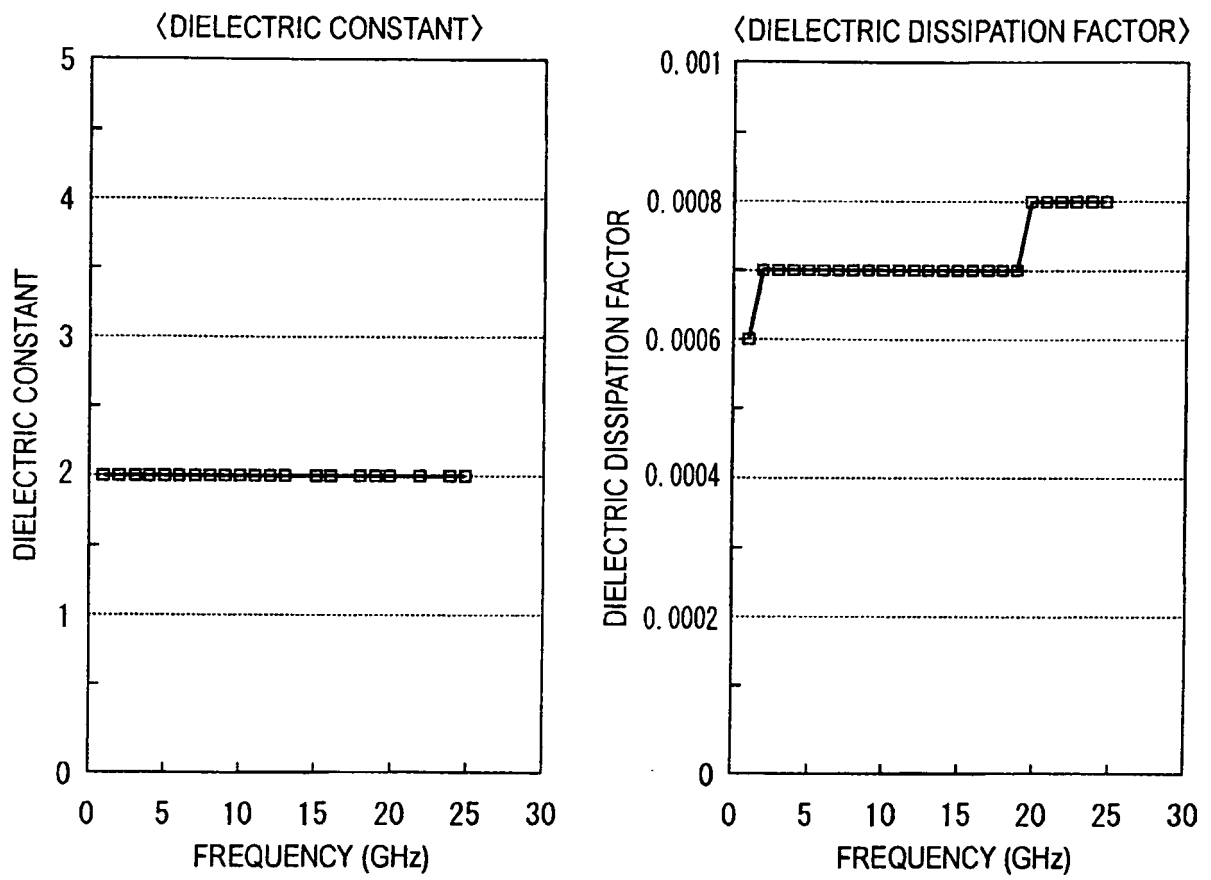 〈DIELECTRIC CONSTANT〉
5
4
3
2
1
0
DIELECTRIC CONSTANT
0 5 10 15 20 25 30
FREQUENCY (GHz)
〈DIELECTRIC DISSIPATION FACTOR〉
0.001
0.0008
0.0006
0.0004
0.0002
0
DIELECTRIC DISSIPATION FACTOR
0 5 10 15 20 25 30
FREQUENCY (GHz)